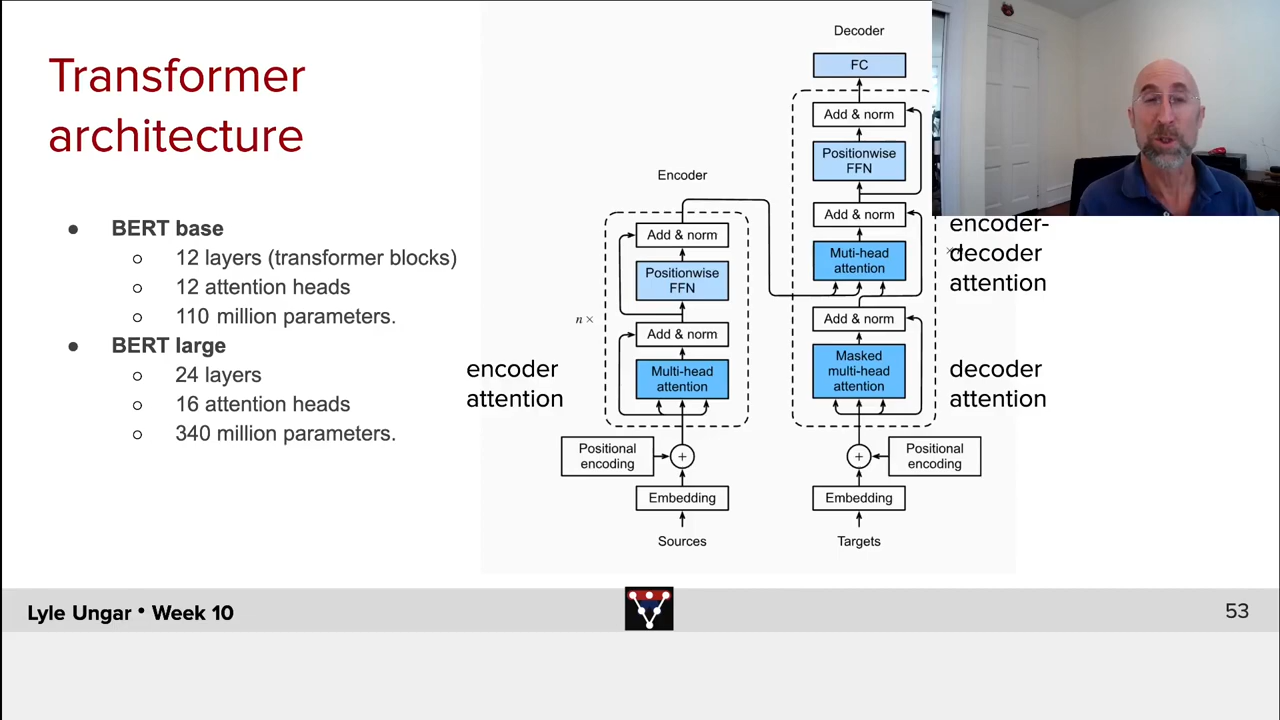 Transformer
architecture
● BERT base
○ 12 layers (transformer blocks)
○ 12 attention heads
○ 110 million parameters.
● BERT large
○ 24 layers
○ 16 attention heads
○ 340 million parameters.
Encoder
Add & norm
Positionwise
FFN
n ×
Add & norm
encoder
attention
Multi-head
attention
Positional
encoding
+
Embedding
Sources
Decoder
FC
Add & norm
Positionwise
FFN
Add & norm
encoder-
decoder
attention
Muti-head
attention
Add & norm
Masked
multi-head
attention
decoder
attention
+
Positional
encoding
Embedding
Targets
Lyle Ungar • Week 10
53